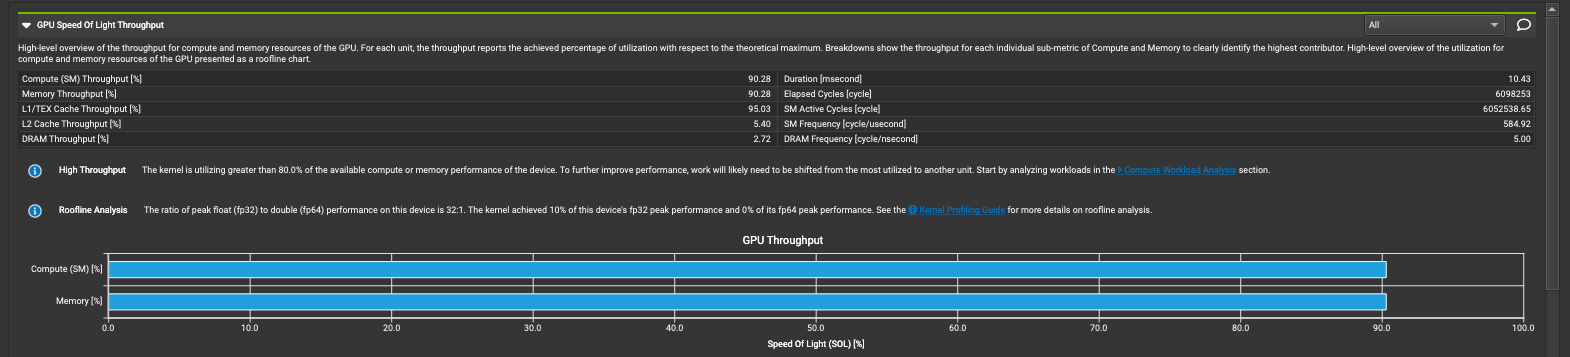 GPU Speed Of Light Throughput
All
High-level overview of the throughput for compute and memory resources of the GPU. For each unit, the throughput reports the achieved percentage of utilization with respect to the theoretical maximum. Breakdowns show the throughput for each individual sub-metric of Compute and Memory to clearly identify the highest contributor. High-level overview of the utilization for
compute and memory resources of the GPU presented as a roofline chart.
Compute (SM) Throughput [%] 90.28 Duration [msecond] 10.43
Memory Throughput [%] 90.28 Elapsed Cycles [cycle] 6098253
L1/TEX Cache Throughput [%] 95.03 SM Active Cycles [cycle] 6052538.65
L2 Cache Throughput [%] 5.40 SM Frequency [cycle/usecond] 584.92
DRAM Throughput [%] 2.72 DRAM Frequency [cycle/nsecond] 5.00
High Throughput The kernel is utilizing greater than 80.0% of the available compute or memory performance of the device. To further improve performance, work will likely need to be shifted from the most utilized to another unit. Start by analyzing workloads in the Compute Workload Analysis section.
Roofline Analysis The ratio of peak float (fp32) to double (fp64) performance on this device is 32:1. The kernel achieved 10% of this device's fp32 peak performance and 0% of its fp64 peak performance. See the Kernel Profiling Guide for more details on roofline analysis.
GPU Throughput
Compute (SM) [%]
Memory [%]
0.0 10.0 20.0 30.0 40.0 50.0 60.0 70.0 80.0 90.0 100.0
Speed Of Light (SOL) [%]